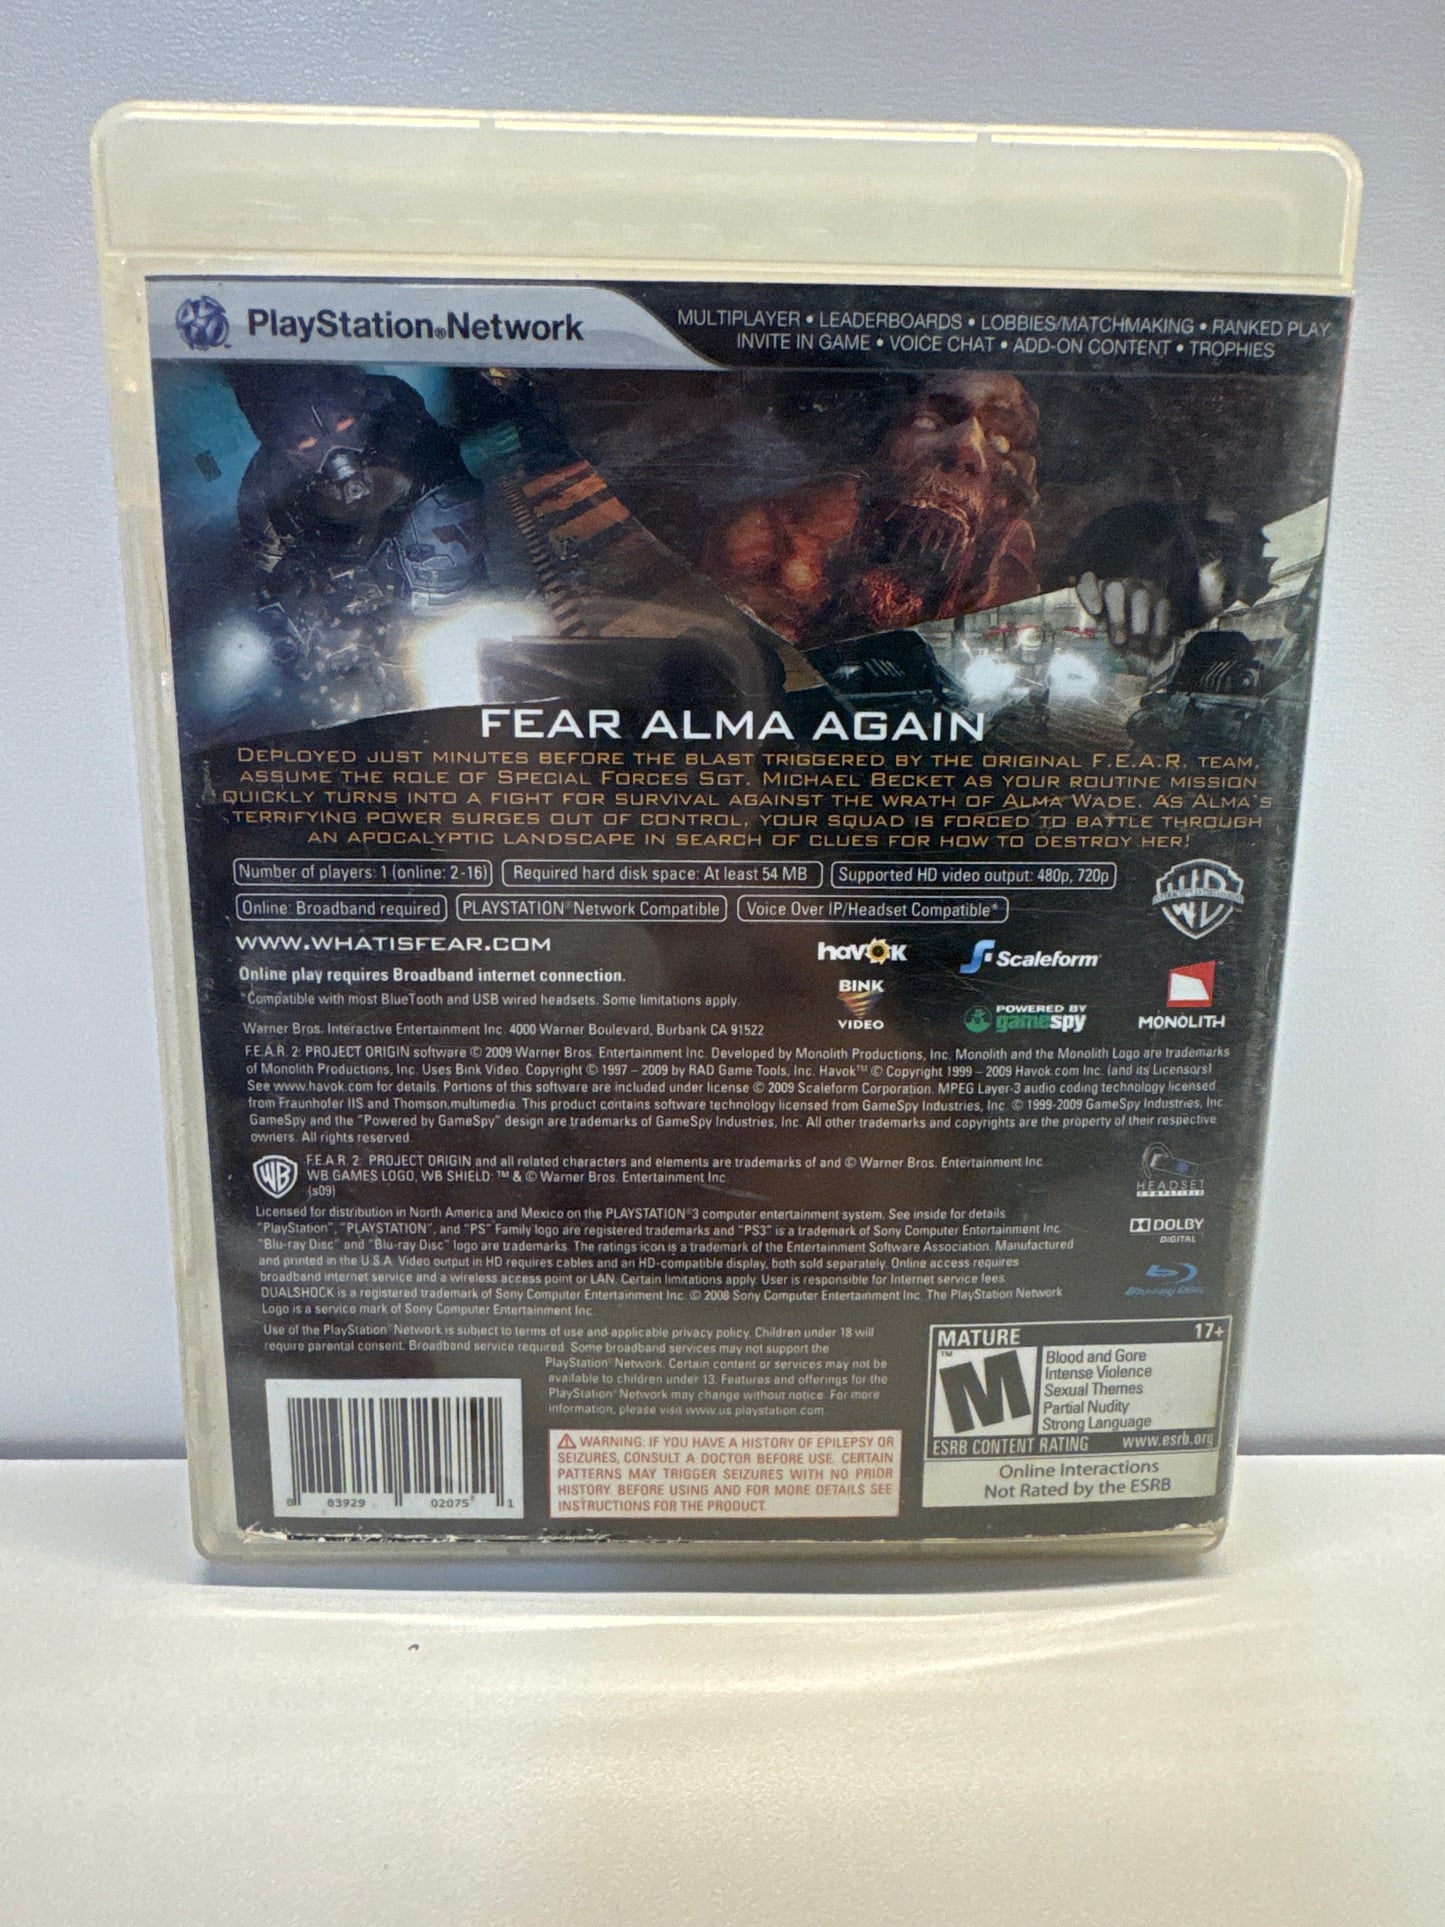 PlayStation®Network
MULTIPLAYER • LEADERBOARDS • LOBBIES/MATCHMAKING • RANKED PLAY
INVITE IN GAME • VOICE CHAT • ADD-ON CONTENT • TROPHIES
FEAR ALMA AGAIN
DEPLOYED JUST MINUTES BEFORE THE BLAST TRIGGERED BY THE ORIGINAL F.E.A.R. TEAM,
ASSUME THE ROLE OF SPECIAL FORCES SGT. MICHAEL BECKET AS YOUR ROUTINE MISSION
QUICKLY TURNS INTO A FIGHT FOR SURVIVAL AGAINST THE WRATH OF ALMA WADE. AS ALMA'S
TERRIFYING POWER SURGES OUT OF CONTROL, YOUR SQUAD IS FORCED TO BATTLE THROUGH
AN APOCALYPTIC LANDSCAPE IN SEARCH OF CLUES FOR HOW TO DESTROY HER!
Number of players: 1 (online: 2-16) Required hard disk space: At least 54 MB Supported HD video output: 480p, 720p
Online: Broadband required PLAYSTATION®Network Compatible Voice Over IP/Headset Compatible*
WWW.WHATISFEAR.COM
Online play requires Broadband internet connection.
*Compatible with most BlueTooth and USB wired headsets. Some limitations apply.
havok
Scaleform
BINK
VIDEO
POWERED BY
gamespy
MONOLITH
Warner Bros. Interactive Entertainment Inc. 4000 Warner Boulevard, Burbank CA 91522
F.E.A.R. 2: PROJECT ORIGIN software © 2009 Warner Bros. Entertainment Inc. Developed by Monolith Productions, Inc. Monolith and the Monolith Logo are trademarks
of Monolith Productions, Inc. Uses Bink Video. Copyright © 1997 – 2009 by RAD Game Tools, Inc. Havok™ © Copyright 1999 – 2009 Havok.com Inc. (and its Licensors)
See www.havok.com for details. Portions of this software are included under license © 2009 Scaleform Corporation. MPEG Layer-3 audio coding technology licensed
from Fraunhofer IIS and Thomson multimedia. This product contains software technology licensed from GameSpy Industries, Inc. © 1999-2009 GameSpy Industries, Inc.
GameSpy and the "Powered by GameSpy" design are trademarks of GameSpy Industries, Inc. All other trademarks and copyrights are the property of their respective
owners. All rights reserved.
WB
F.E.A.R. 2: PROJECT ORIGIN and all related characters and elements are trademarks of and © Warner Bros. Entertainment Inc.
WB GAMES LOGO, WB SHIELD: ™ & © Warner Bros. Entertainment Inc.
(s09)
HEADSET
COMPATIBLE
Licensed for distribution in North America and Mexico on the PLAYSTATION®3 computer entertainment system. See inside for details.
"PlayStation", "PLAYSTATION", and "PS" Family logo are registered trademarks and "PS3" is a trademark of Sony Computer Entertainment Inc.
"Blu-ray Disc" and "Blu-ray Disc" logo are trademarks. The ratings icon is a trademark of the Entertainment Software Association. Manufactured
and printed in the U.S.A. Video output in HD requires cables and an HD-compatible display, both sold separately. Online access requires
broadband internet service and a wireless access point or LAN. Certain limitations apply. User is responsible for Internet service fees.
DUALSHOCK is a registered trademark of Sony Computer Entertainment Inc. © 2008 Sony Computer Entertainment Inc. The PlayStation Network
Logo is a service mark of Sony Computer Entertainment Inc.
DOLBY
DIGITAL
Blu-ray Disc
Use of the PlayStation®Network is subject to terms of use and applicable privacy policy. Children under 18 will
require parental consent. Broadband service required. Some broadband services may not support the
PlayStation®Network. Certain content or services may not be
available to children under 13. Features and offerings for the
PlayStation®Network may change without notice. For more
information, please visit www.us.playstation.com.
8 83929 02075 1
⚠ WARNING: IF YOU HAVE A HISTORY OF EPILEPSY OR
SEIZURES, CONSULT A DOCTOR BEFORE USE. CERTAIN
PATTERNS MAY TRIGGER SEIZURES WITH NO PRIOR
HISTORY. BEFORE USING AND FOR MORE DETAILS SEE
INSTRUCTIONS FOR THE PRODUCT.
MATURE 17+
M™
Blood and Gore
Intense Violence
Sexual Themes
Partial Nudity
Strong Language
ESRB CONTENT RATING www.esrb.org
Online Interactions
Not Rated by the ESRB